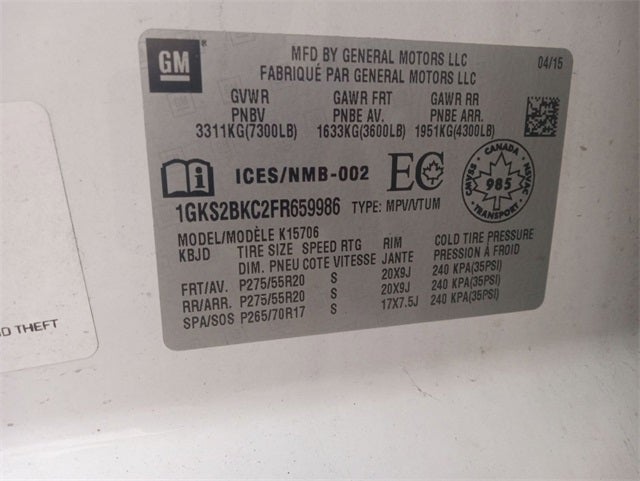 GM
MFD BY GENERAL MOTORS LLC
FABRIQUÉ PAR GENERAL MOTORS LLC
04/15
GVWR GAWR FRT GAWR RR
PNBV PNBE AV. PNBE ARR.
3311KG(7300LB) 1633KG(3600LB) 1951KG(4300LB)
ICES/NMB-002 EC
CANADA
CMVSS 985 NSVAC
TRANSPORT
1GKS2BKC2FR659986 TYPE: MPV/VTUM
MODEL/MODÈLE K15706
KBJD TIRE SIZE SPEED RTG RIM COLD TIRE PRESSURE
DIM. PNEU COTE VITESSE JANTE PRESSION À FROID
FRT/AV. P275/55R20 S 20X9J 240 KPA(35PSI)
RR/ARR. P275/55R20 S 20X9J 240 KPA(35PSI)
SPA/SOS P265/70R17 S 17X7.5J 240 KPA(35PSI)
THEFT